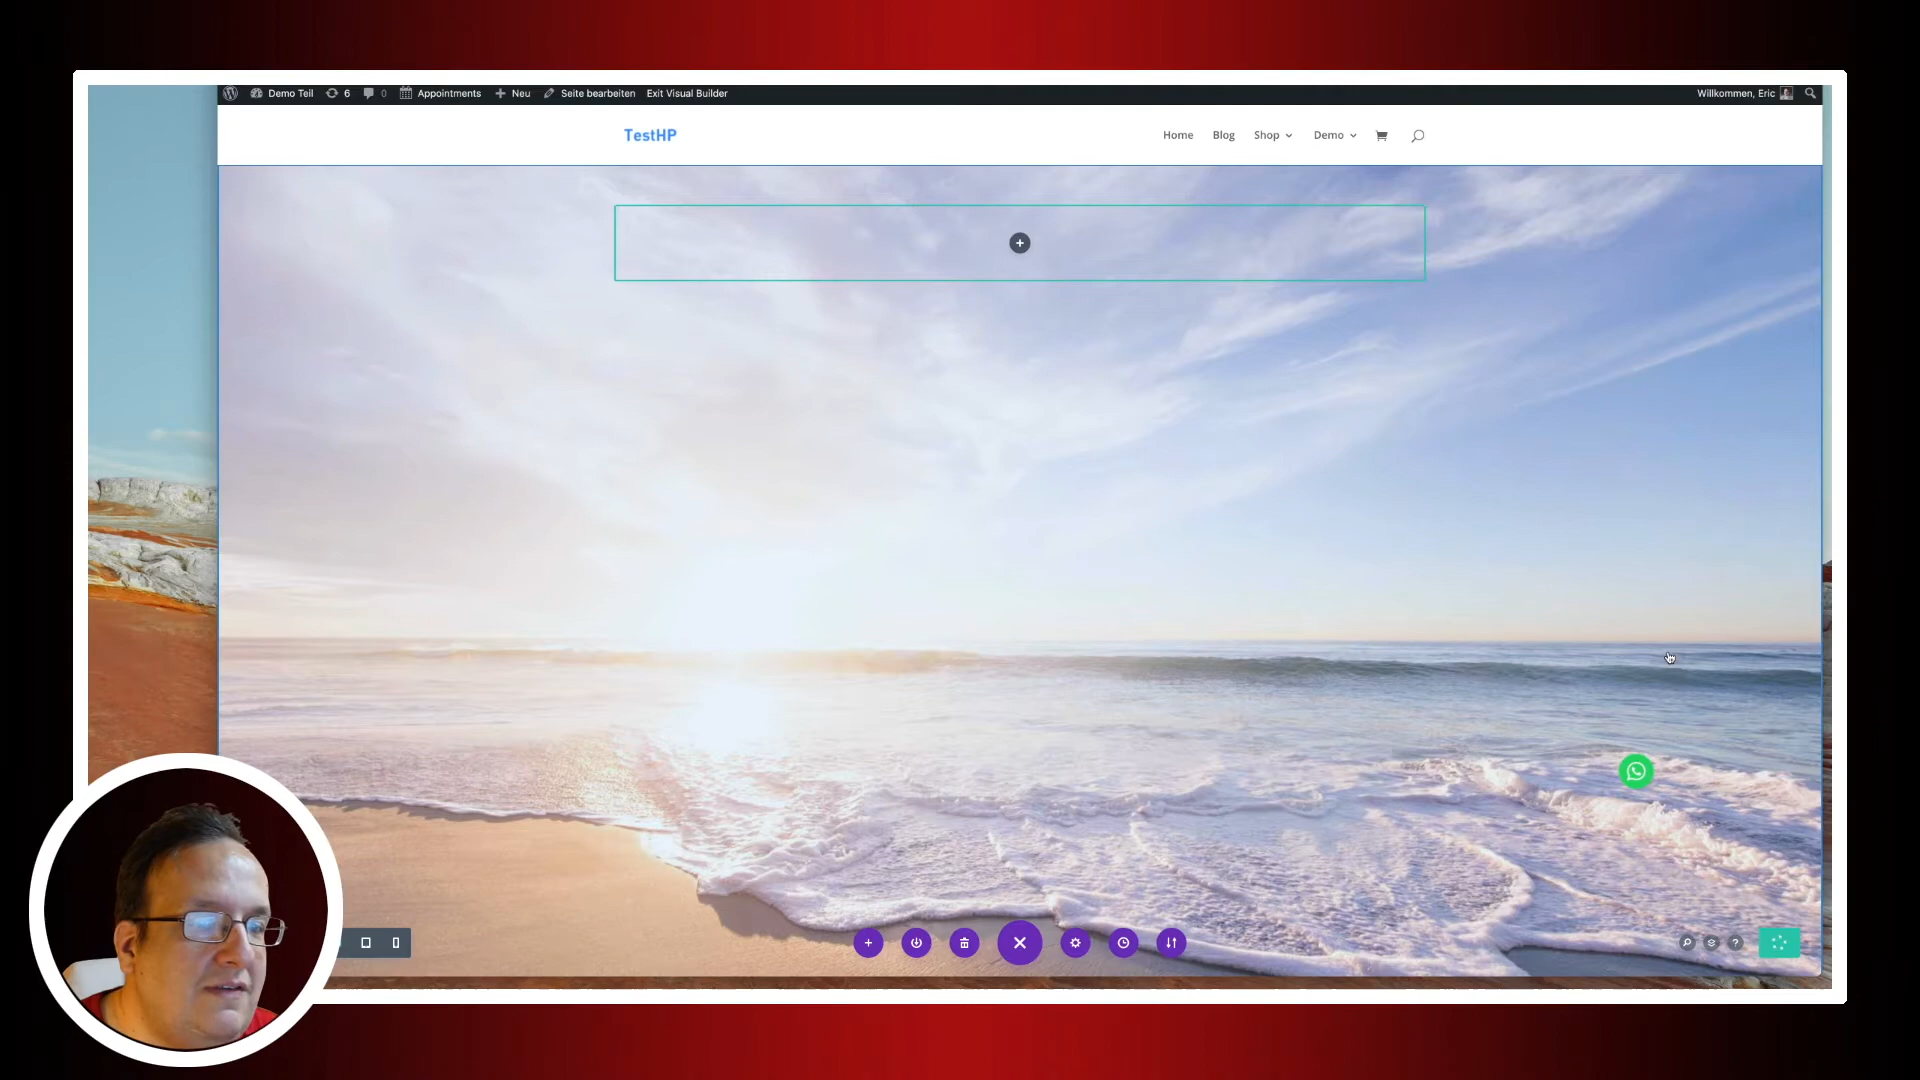 Demo Teil 6 0 Appointments Neu Seite bearbeiten Exit Visual Builder Willkommen, Eric
TestHP Home Blog Shop Demo